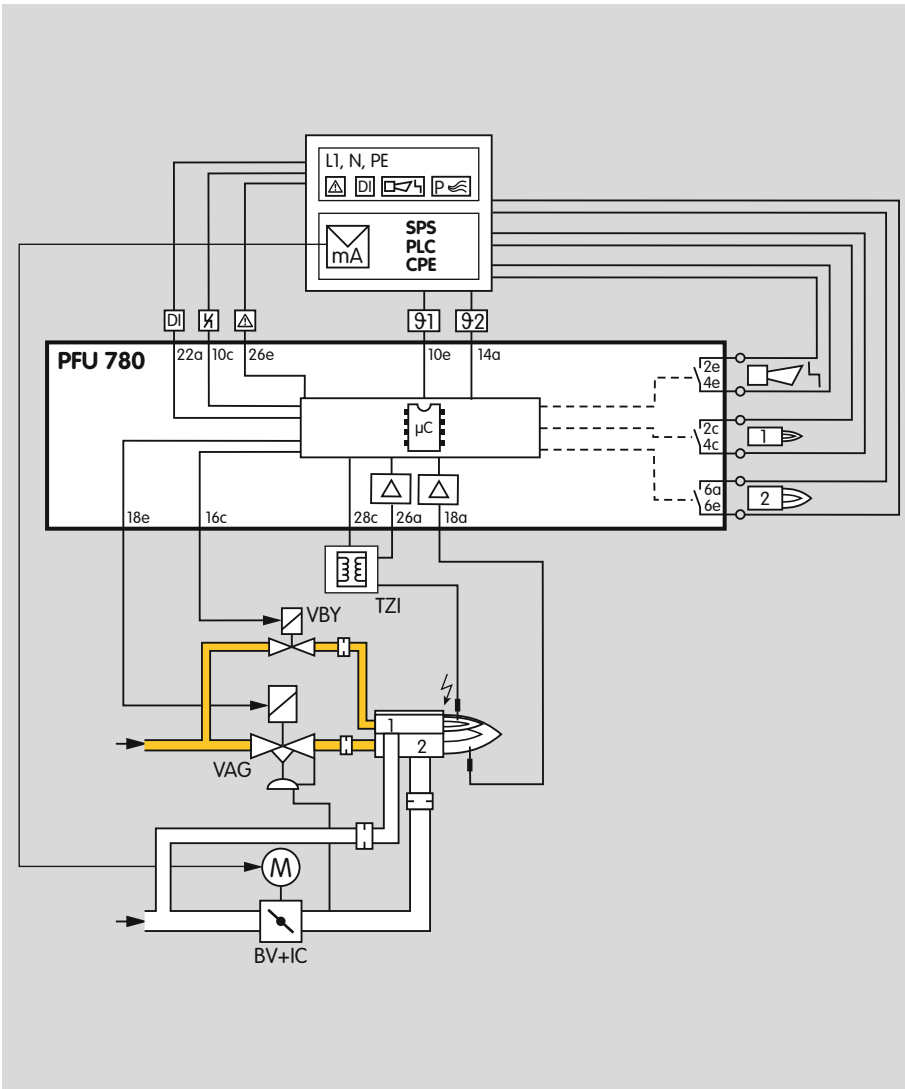 L1, N, PE
DI
P
mA
SPS
PLC
CPE
DI
ϑ1
ϑ2
PFU 780
22a
10c
26e
10e
14a
2e
4e
µC
2c
4c
1
6a
6e
2
18e
16c
28c
26a
18a
TZI
VBY
1
2
VAG
M
BV+IC